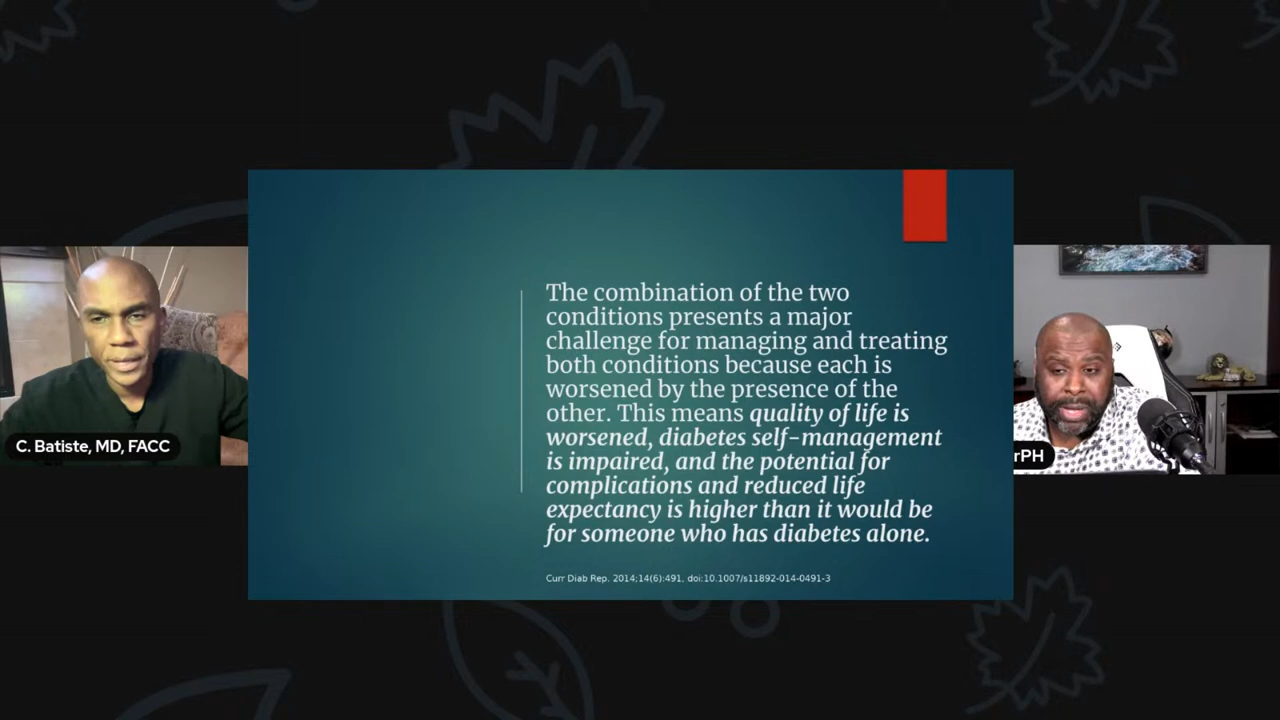 The combination of the two
conditions presents a major
challenge for managing and treating
both conditions because each is
worsened by the presence of the
other. This means quality of life is
worsened, diabetes self-management
is impaired, and the potential for
complications and reduced life
expectancy is higher than it would be
for someone who has diabetes alone.
Curr Diab Rep. 2014;14(6):491, doi:10.1007/s11892-014-0491-3
C. Batiste, MD, FACC
rPH